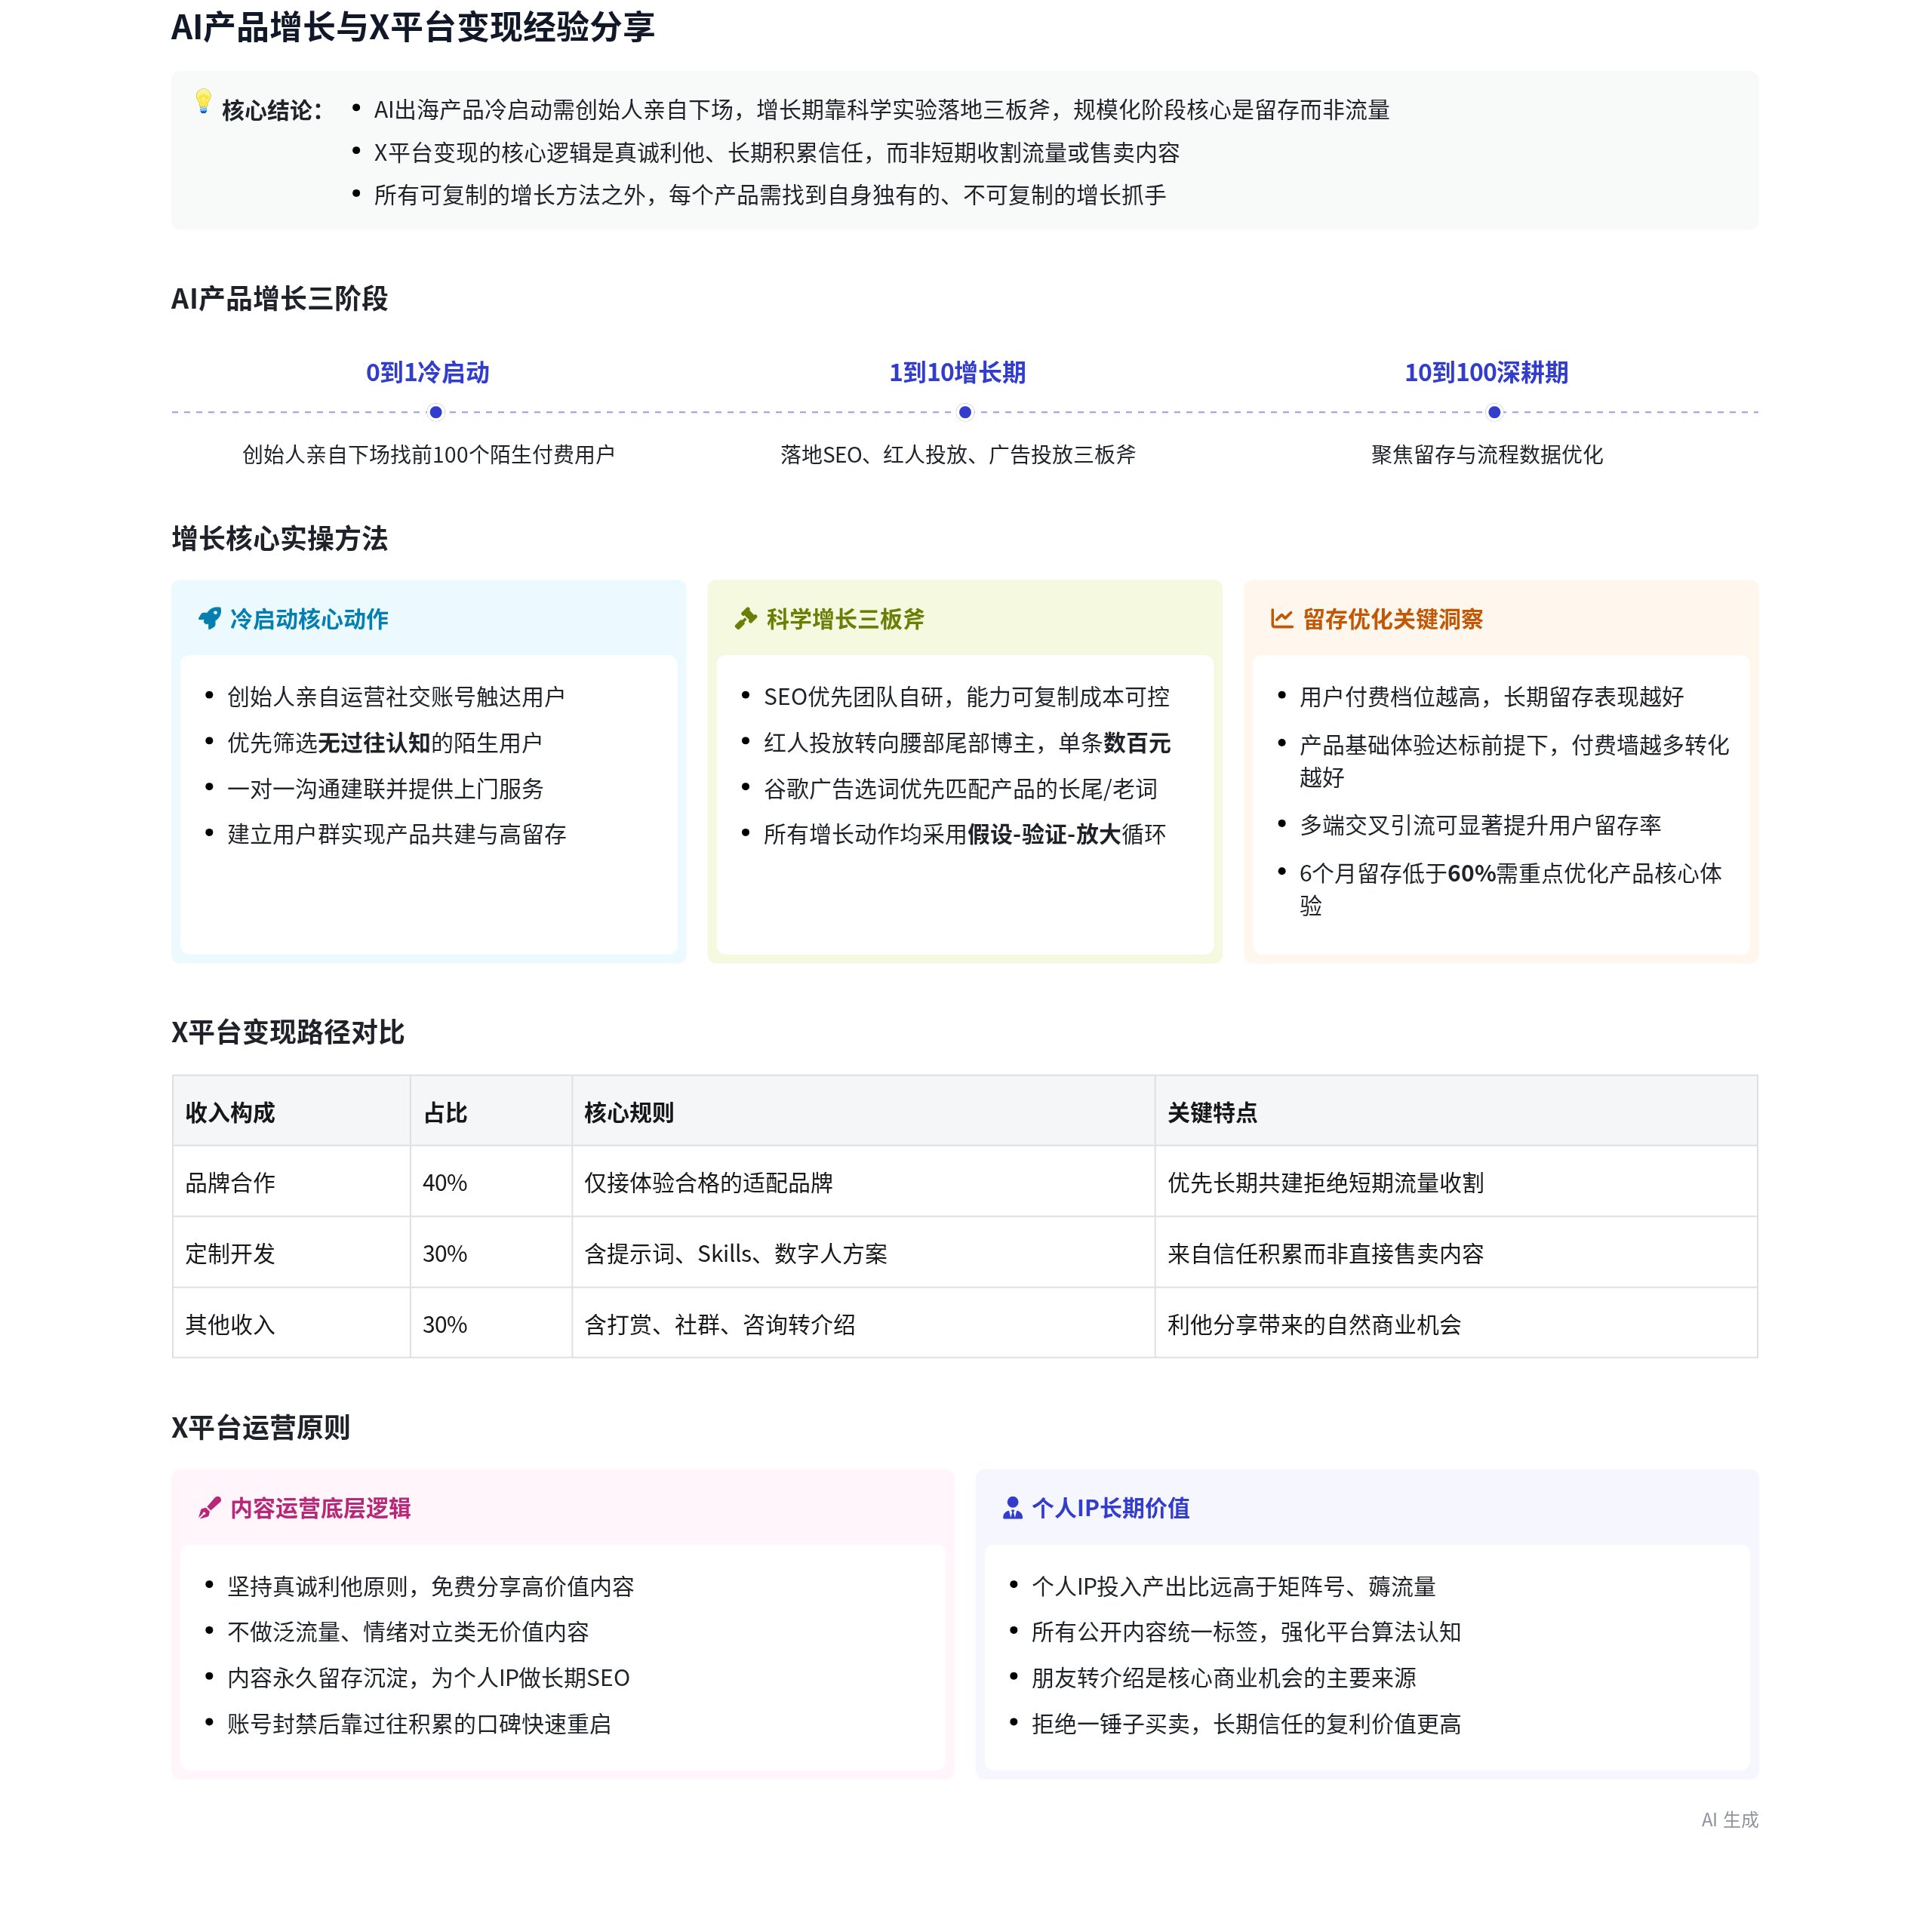 AI产品增长与X平台变现经验分享
核心结论：
AI出海产品冷启动需创始人亲自下场，增长期靠科学实验落地三板斧，规模化阶段核心是留存而非流量
X平台变现的核心逻辑是真诚利他、长期积累信任，而非短期收割流量或售卖内容
所有可复制的增长方法之外，每个产品需找到自身独有的、不可复制的增长抓手
AI产品增长三阶段
0到1冷启动
1到10增长期
10到100深耕期
创始人亲自下场找前100个陌生付费用户
落地SEO、红人投放、广告投放三板斧
聚焦留存与流程数据优化
增长核心实操方法
冷启动核心动作
创始人亲自运营社交账号触达用户
优先筛选无过往认知的陌生用户
一对一沟通建联并提供上门服务
建立用户群实现产品共建与高留存
科学增长三板斧
SEO优先团队自研，能力可复制成本可控
红人投放转向腰部尾部博主，单条数百元
谷歌广告选词优先匹配产品的长尾/老词
所有增长动作均采用假设-验证-放大循环
留存优化关键洞察
用户付费档位越高，长期留存表现越好
产品基础体验达标前提下，付费墙越多转化
越好
多端交叉引流可显著提升用户留存率
6个月留存低于60%需重点优化产品核心体
验
X平台变现路径对比
收入构成 占比 核心规则 关键特点
品牌合作 40% 仅接体验合格的适配品牌 优先长期共建拒绝短期流量收割
定制开发 30% 含提示词、Skills、数字人方案 来自信任积累而非直接售卖内容
其他收入 30% 含打赏、社群、咨询转介绍 利他分享带来的自然商业机会
X平台运营原则
内容运营底层逻辑
坚持真诚利他原则，免费分享高价值内容
不做泛流量、情绪对立类无价值内容
内容永久留存沉淀，为个人IP做长期SEO
账号封禁后靠过往积累的口碑快速重启
个人IP长期价值
个人IP投入产出比远高于矩阵号、薅流量
所有公开内容统一标签，强化平台算法认知
朋友转介绍是核心商业机会的主要来源
拒绝一锤子买卖，长期信任的复利价值更高
AI 生成